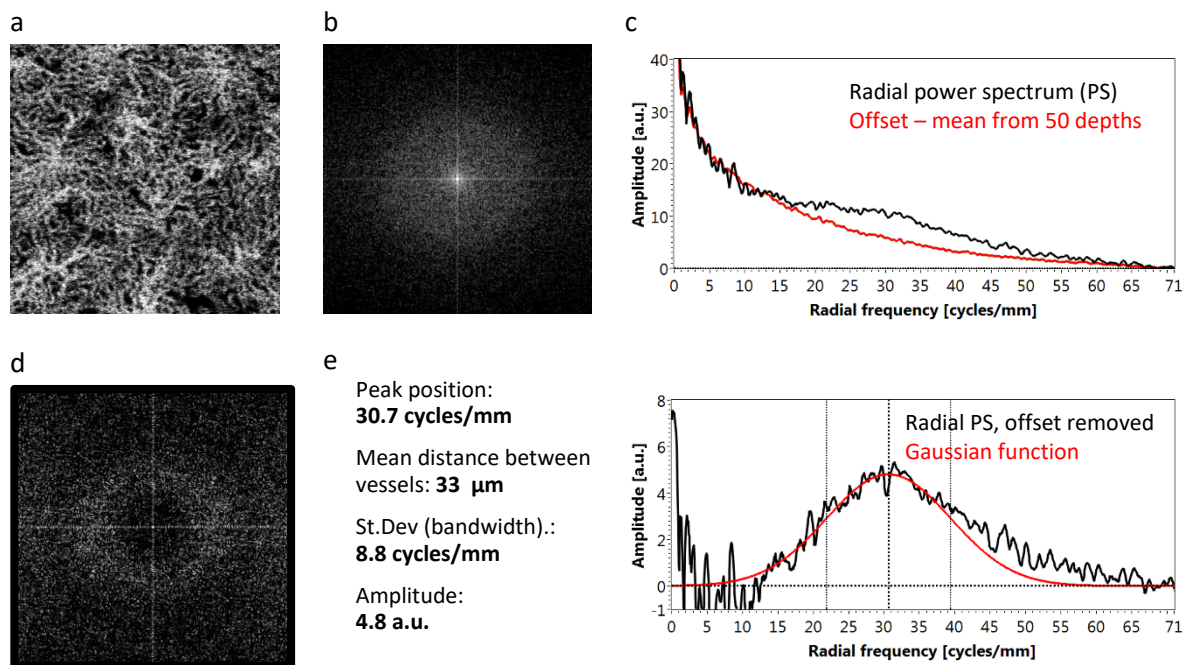 a
b
c
40
30
20
10
0
Amplitude [a.u.]
Radial power spectrum (PS)
Offset – mean from 50 depths
0 5 10 15 20 25 30 35 40 45 50 55 60 65 71
Radial frequency [cycles/mm]
d
e
Peak position:
30.7 cycles/mm
Mean distance between
vessels: 33 µm
St.Dev (bandwidth).:
8.8 cycles/mm
Amplitude:
4.8 a.u.
8
6
4
2
0
-1
Amplitude [a.u.]
Radial PS, offset removed
Gaussian function
0 5 10 15 20 25 30 35 40 45 50 55 60 65 71
Radial frequency [cycles/mm]